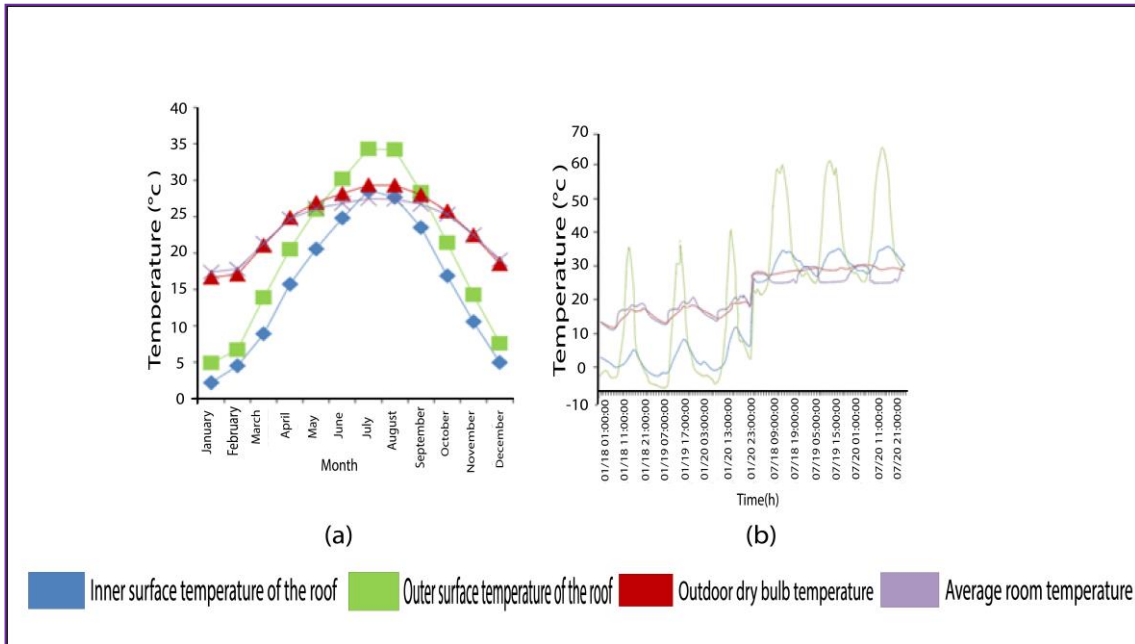 40
35
30
25
20
15
10
5
0
Temperature (°c )
January
February
March
April
May
June
July
August
September
October
November
December
Month
(a)
70
60
50
40
30
20
10
0
-10
Temperature (°c )
01/18 01:00:00
01/18 11:00:00
01/18 21:00:00
01/19 07:00:00
01/19 17:00:00
01/20 03:00:00
01/20 13:00:00
01/20 23:00:00
07/18 09:00:00
07/18 19:00:00
07/19 05:00:00
07/19 15:00:00
07/20 01:00:00
07/20 11:00:00
07/20 21:00:00
Time(h)
(b)
Inner surface temperature of the roof
Outer surface temperature of the roof
Outdoor dry bulb temperature
Average room temperature